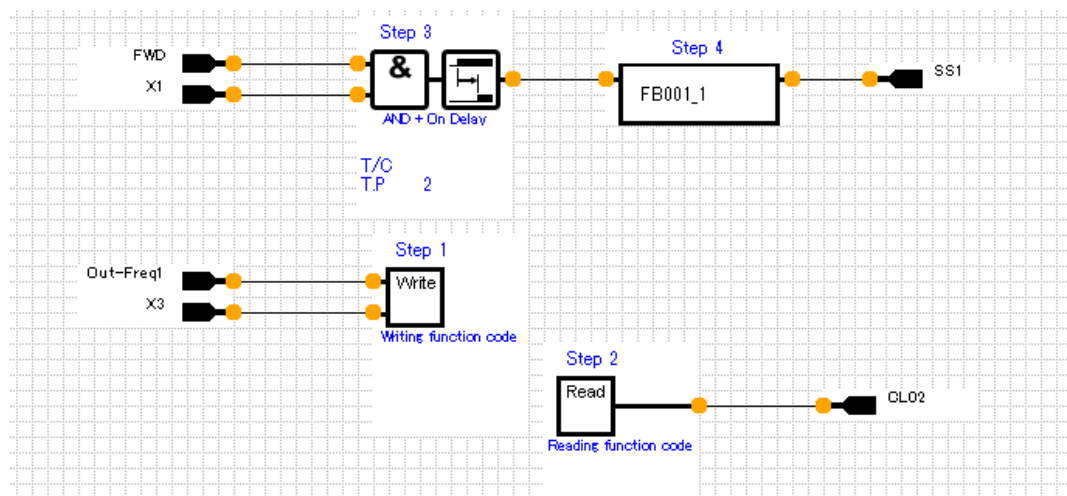 Step 3
FWD
X1
&
AND + On Delay
T/C
T.P 2
Step 4
FB001_1
SS1
Step 1
Out-Freq1
X3
Write
Writing function code
Step 2
Read
CLO2
Reading function code